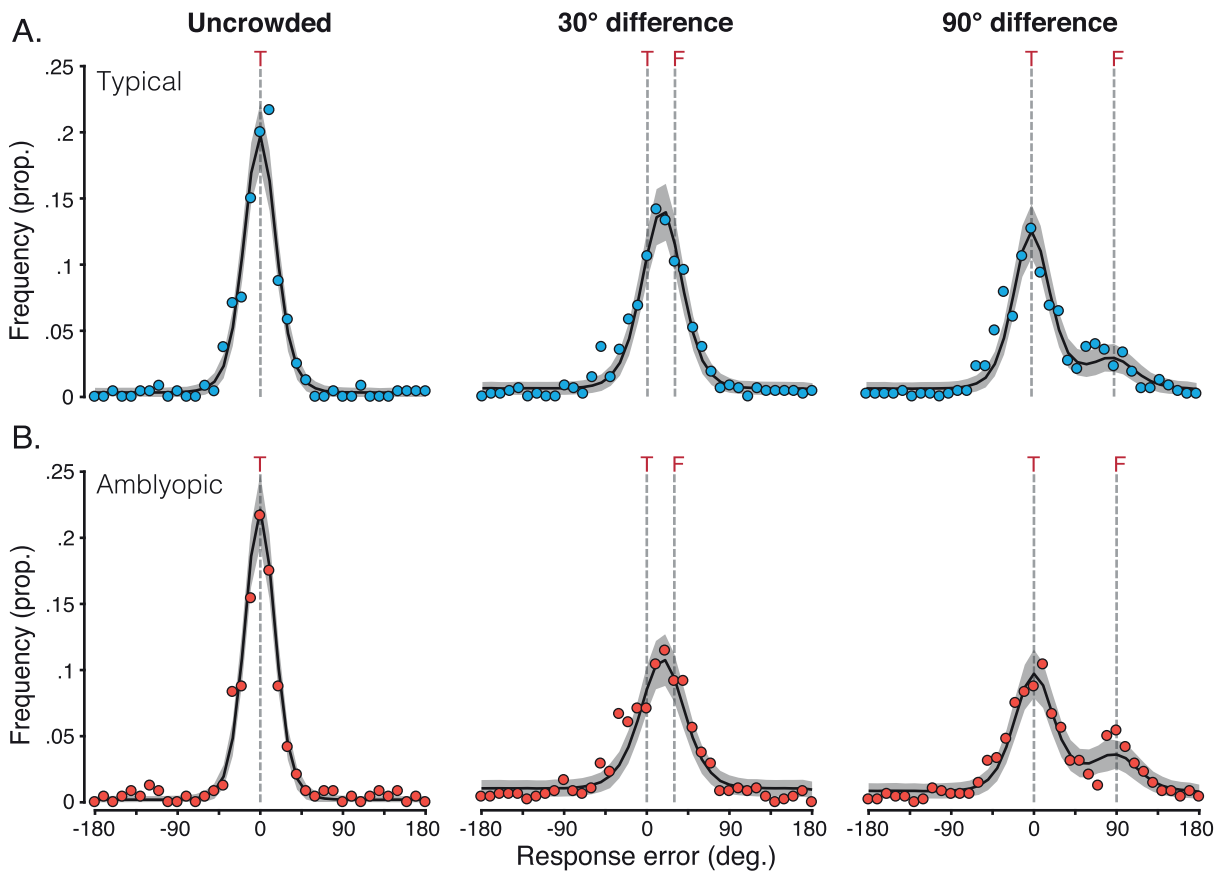 A.
Uncrowded
30° difference
90° difference
T
T F
T F
Typical
Frequency (prop.)
.25
.2
.15
.1
.05
0
B.
T
T F
T F
Amblyopic
Frequency (prop.)
.25
.2
.15
.1
.05
0
-180 -90 0 90 180
-180 -90 0 90 180
-180 -90 0 90 180
Response error (deg.)